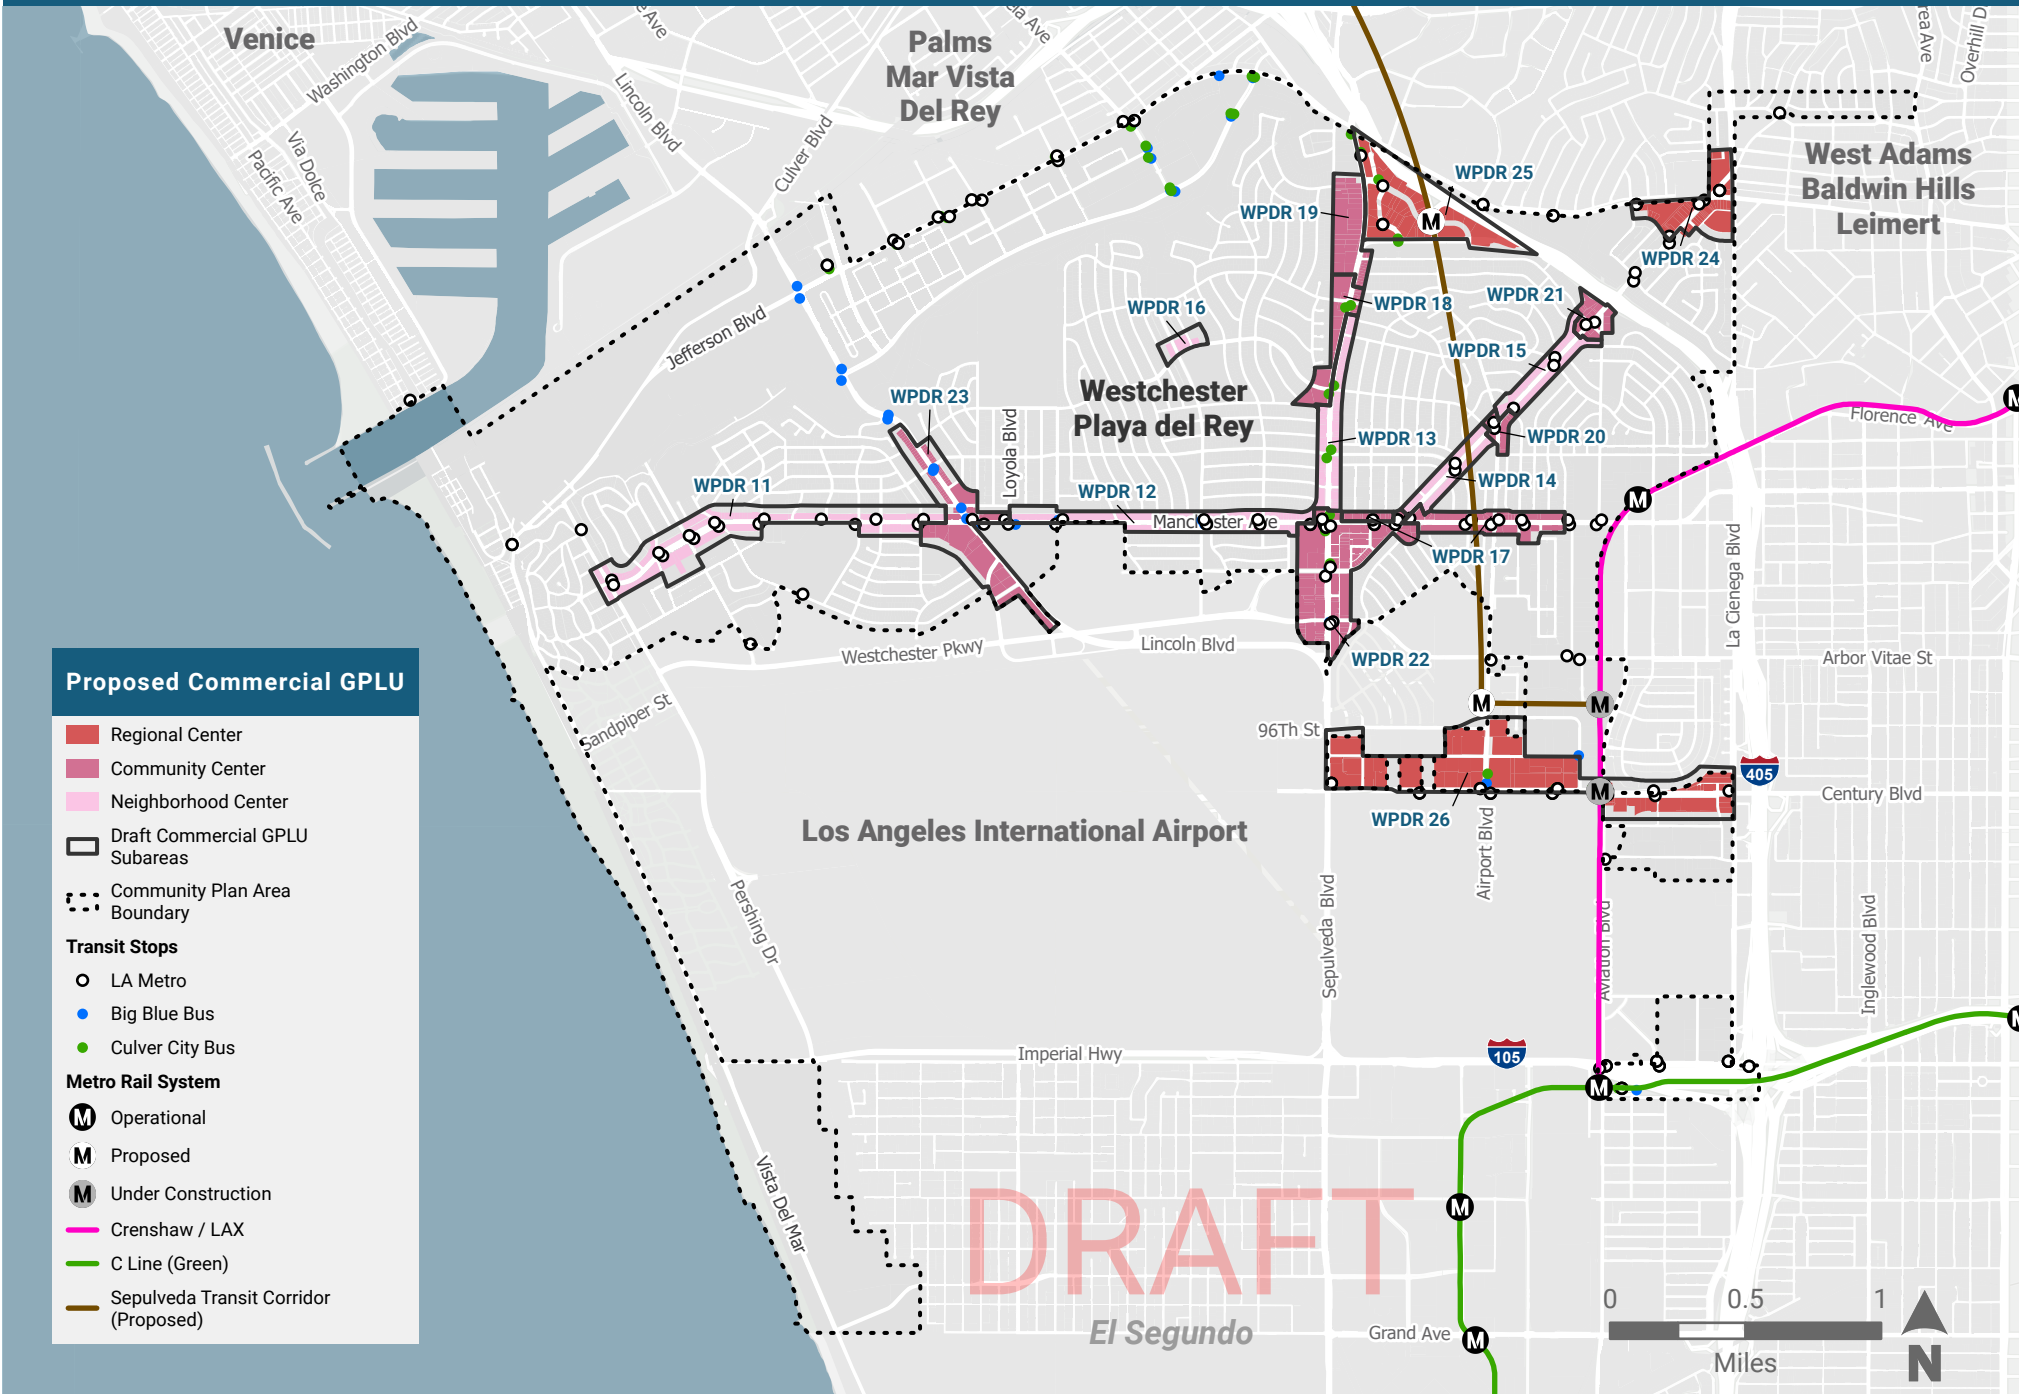 Venice
Washington Blvd
Lincoln Blvd
Palms
Mar Vista
Del Rey
Culver Blvd
Via Dolce
Pacific Ave
Overhill D
West Adams
Baldwin Hills
Leimert
WPDR 25
WPDR 19
WPDR 24
WPDR 21
WPDR 18
WPDR 16
WPDR 15
Jefferson Blvd
Westchester
Playa del Rey
WPDR 23
Loyola Blvd
WPDR 13
WPDR 20
Florence Ave
WPDR 11
WPDR 12
WPDR 14
Manchester Ave
WPDR 17
La Cienega Blvd
Westchester Pkwy
Lincoln Blvd
WPDR 22
Arbor Vitae St
Sandpiper St
96Th St
405
Century Blvd
WPDR 26
Los Angeles International Airport
Airport Blvd
Sepulveda Blvd
Aviation Blvd
Inglewood Blvd
Pershing Dr
Imperial Hwy
105
Vista Del Mar
DRAFT
El Segundo
Grand Ave
0 0.5 1
Miles
N
Proposed Commercial GPLU
Regional Center
Community Center
Neighborhood Center
Draft Commercial GPLU
Subareas
Community Plan Area
Boundary
Transit Stops
LA Metro
Big Blue Bus
Culver City Bus
Metro Rail System
M Operational
M Proposed
M Under Construction
Crenshaw / LAX
C Line (Green)
Sepulveda Transit Corridor
(Proposed)